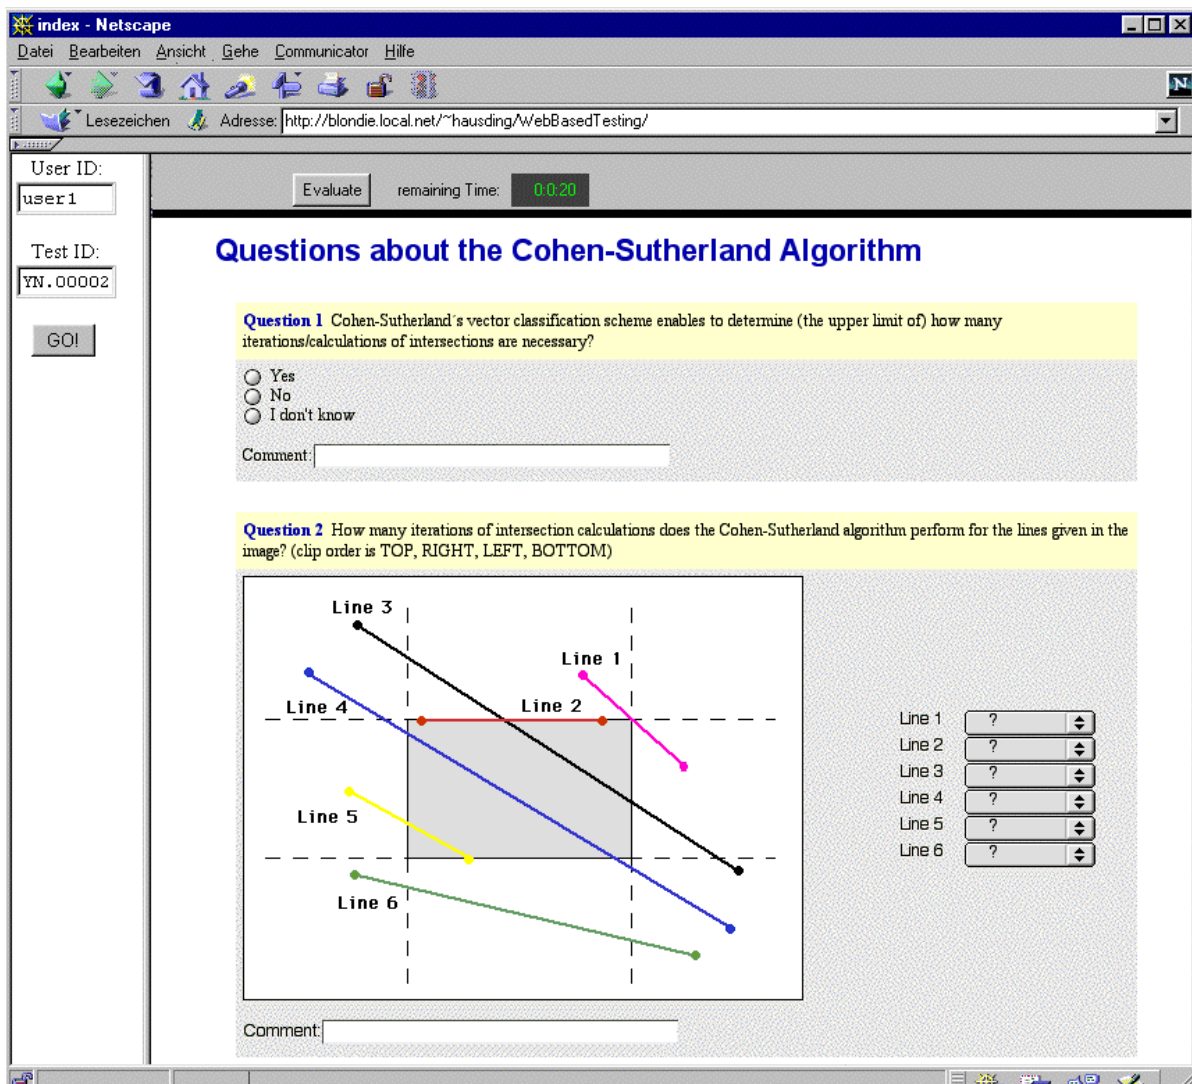 index - Netscape
Datei Bearbeiten Ansicht Gehe Communicator Hilfe
N
Lesezeichen Adresse: http://blondie.local.net/~hausding/WebBasedTesting/
User ID:
user1
Test ID:
YN.00002
GO!
Evaluate remaining Time: 0:0:20
Questions about the Cohen-Sutherland Algorithm
Question 1 Cohen-Sutherland´s vector classification scheme enables to determine (the upper limit of) how many
iterations/calculations of intersections are necessary?
Yes
No
I don't know
Comment:
Question 2 How many iterations of intersection calculations does the Cohen-Sutherland algorithm perform for the lines given in the
image? (clip order is TOP, RIGHT, LEFT, BOTTOM)
Line 3
Line 1
Line 4
Line 2
Line 5
Line 6
Line 1 ?
Line 2 ?
Line 3 ?
Line 4 ?
Line 5 ?
Line 6 ?
Comment: